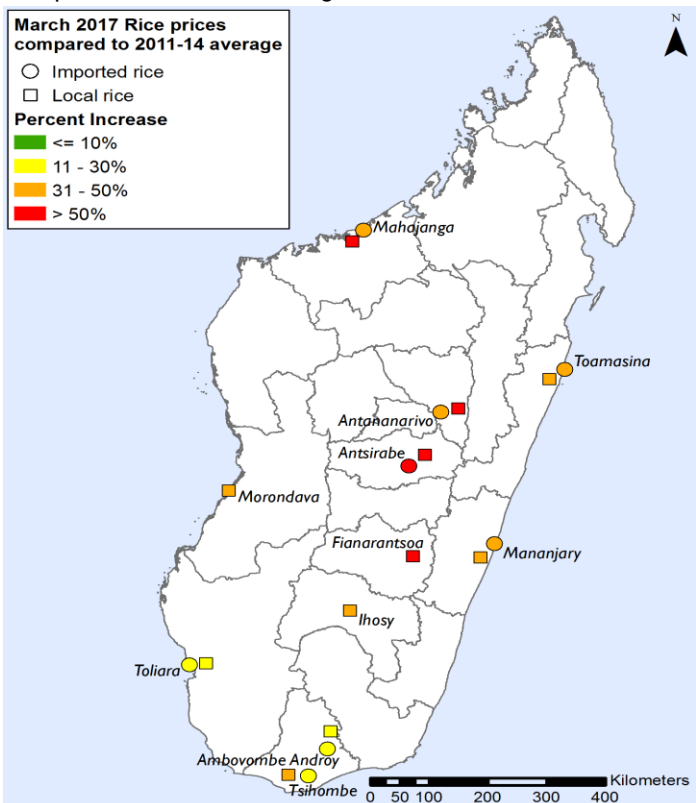 March 2017 Rice prices
compared to 2011-14 average
Imported rice
Local rice
Percent Increase
<= 10%
11 - 30%
31 - 50%
> 50%
N
Mahajanga
Toamasina
Antananarivo
Antsirabe
Morondava
Fianarantsoa
Mananjary
Ihosy
Toliara
Ambovombe Androy
Tsihombe
Kilometers
0 50 100 200 300 400